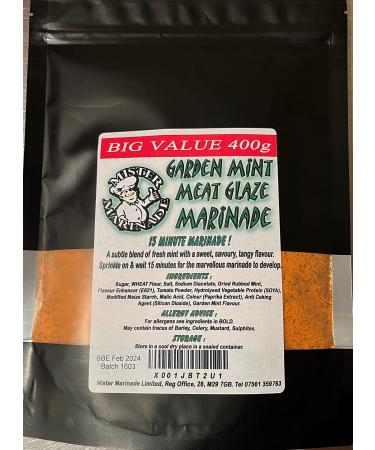 BIG VALUE 400g
MISTER
MARINADE
GARDEN MINT
MEAT GLAZE
MARINADE
15 MINUTE MARINADE !
A subtle blend of fresh mint with a sweet, savoury, tangy flavour.
Sprinkle on & wait 15 minutes for the marvellous marinade to develop.
INGREDIENTS :
Sugar, WHEAT Flour, Salt, Sodium Diacetate, Dried Rubbed Mint,
Flavour Enhancer (E621), Tomato Powder, Hydrolysed Vegetable Protein (SOYA),
Modified Maize Starch, Malic Acid, Colour (Paprika Extract), Anti Caking
Agent (Silicon Dioxide), Garden Mint Flavour.
ALLERGY ADVICE :
For allergens see ingredients in BOLD.
May contain traces of Barley, Celery, Mustard, Sulphites.
STORAGE :
Store in a cool dry place in a sealed container.
BBE Feb 2024
Batch 1603
X001JBT2U1
Mister Marinade Limited, Reg Office, 28, M29 7GB. Tel 07561 359763